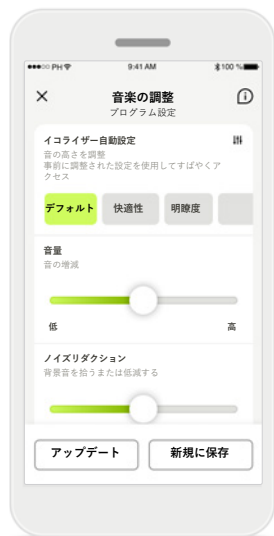 PH 9:41 AM 100 %
音楽の調整
プログラム設定
イコライザー自動設定
音の高さを調整
事前に調整された設定を使用してすばやくア
クセス
デフォルト 快適性 明瞭度
音量
音の増減
低 高
ノイズリダクション
背景音を拾うまたは低減する
アップデート 新規に保存